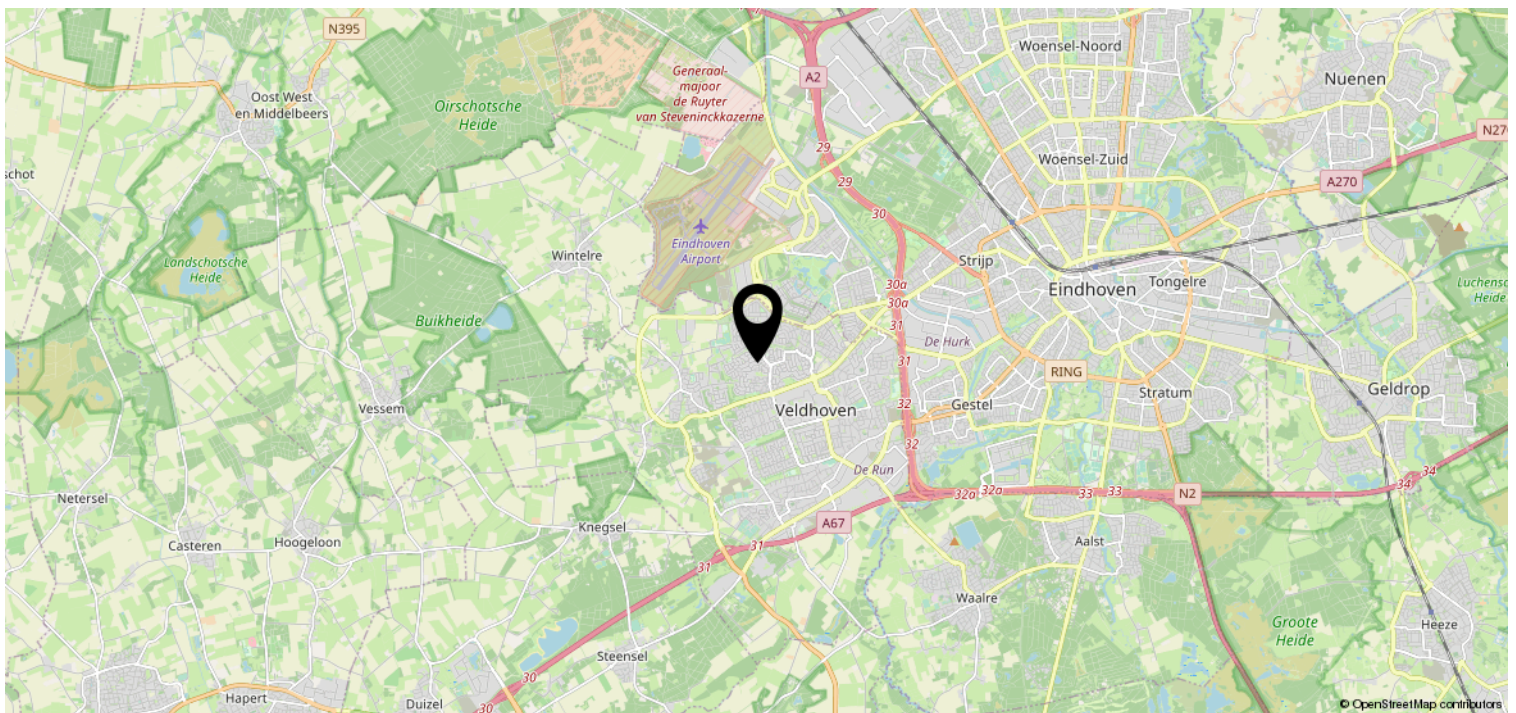 N395
Woensel-Noord
A2
Generaal-
majoor
de Ruyter
van Steveninckkazerne
Nuenen
Oost West
en Middelbeers
Oirschotsche
Heide
N270
29
Woensel-Zuid
schot
29
A270
30
Landschotsche
Heide
Wintelre
Eindhoven
Airport
Strijp
Tongelre
30a
Eindhoven
30a
Buikheide
31
De Hurk
31
RING
Geldrop
Vessem
Veldhoven
32
Gestel
Stratum
32
De Run
34
34
Netersel
32a
32a
33
33
N2
Knegsel
A67
Casteren
Hoogeloon
31
31
Aalst
Waalre
Groote
Heide
Heeze
Steensel
30
Hapert
Duizel
30
© OpenStreetMap contributors